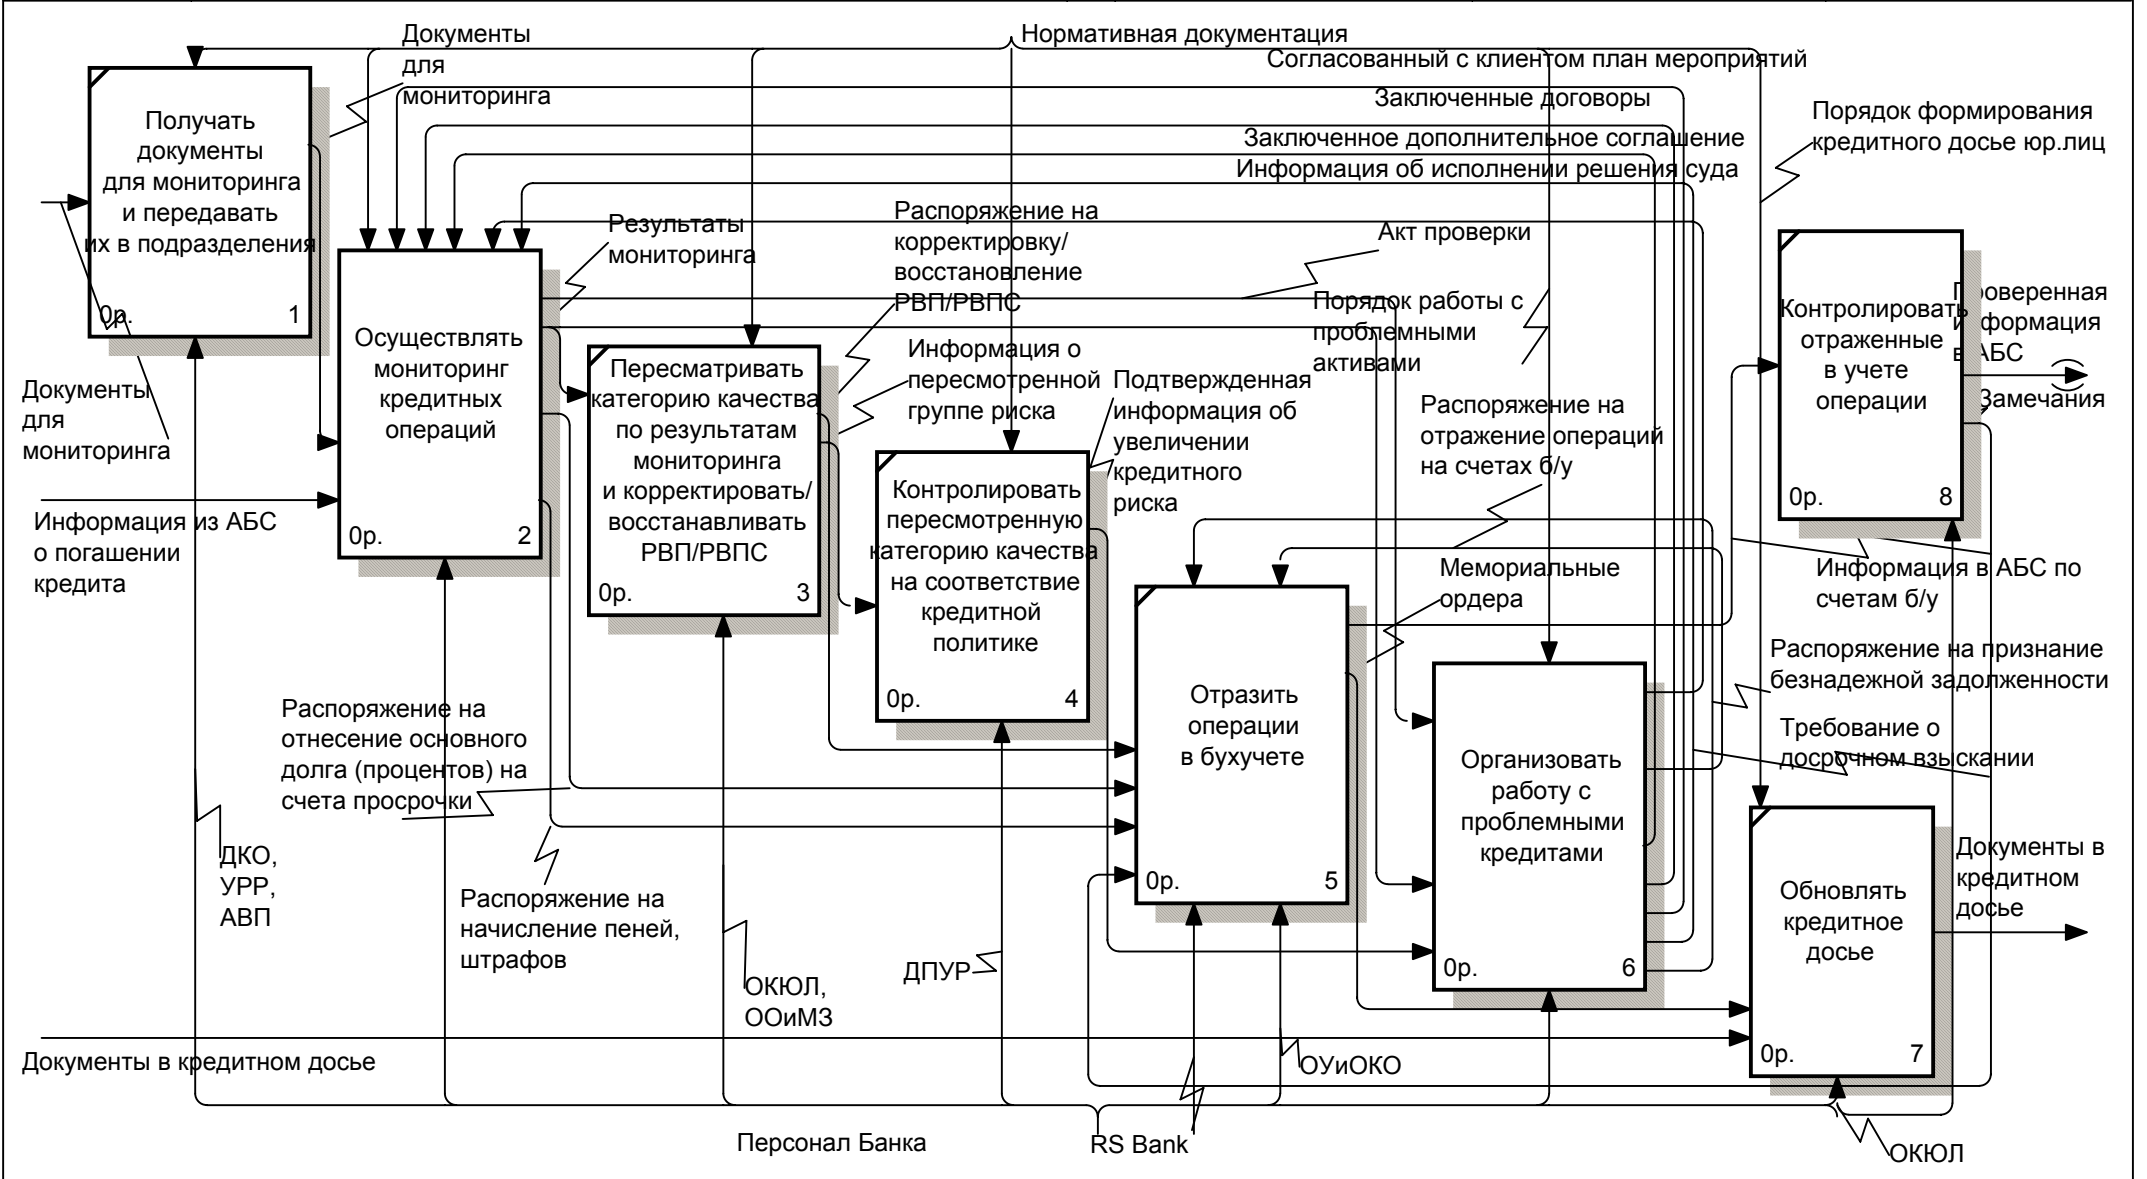 Документы
для
мониторинга
Нормативная документация
Согласованный с клиентом план мероприятий
Заключенные договоры
Заключенное дополнительное соглашение
Информация об исполнении решения суда
Порядок формирования
кредитного досье юр.лиц
Получать
документы
для мониторинга
и передавать
их в подразделения
0р.
1
Результаты
мониторинга
Распоряжение на
корректировку/
восстановление
РВП/РВПС
Акт проверки
Порядок работы с
проблемными
активами
Осуществлять
мониторинг
кредитных
операций
0р.
2
Пересматривать
категорию качества
по результатам
мониторинга
и корректировать/
восстанавливать
РВП/РВПС
0р.
3
Информация о
пересмотренной
группе риска
Подтвержденная
информация об
увеличении
кредитного
риска
Распоряжение на
отражение операций
на счетах б/у
Контролировать
отраженные
в учете
операции
0р.
8
Проверенная
информация
в АБС
Замечания
Документы
для
мониторинга
Информация из АБС
о погашении
кредита
Контролировать
пересмотренную
категорию качества
на соответствие
кредитной
политике
0р.
4
Мемориальные
ордера
Информация в АБС по
счетам б/у
Распоряжение на признание
безнадежной задолженности
Требование о
досрочном взыскании
Отразить
операции
в бухучете
0р.
5
Организовать
работу с
проблемными
кредитами
0р.
6
Распоряжение на
отнесение основного
долга (процентов) на
счета просрочки
ДКО,
УРР,
АВП
Распоряжение на
начисление пеней,
штрафов
ОКЮЛ,
ООиМЗ
ДПУР
Обновлять
кредитное
досье
0р.
7
Документы в
кредитном
досье
Документы в кредитном досье
ОУиОКО
Персонал Банка
RS Bank
ОКЮЛ